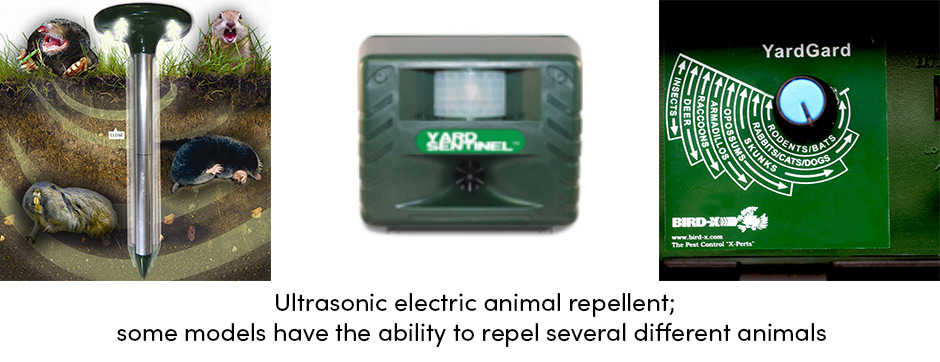 YARD
SENTINEL™
YardGard
INSECTS
DEER
RACCOONS
ARMADILLOS
OPOSSUMS
SKUNKS
RABBITS/CATS/DOGS
RODENTS/BATS
BIRD-X
www.bird-x.com
The Pest Control "X-Perts"
Ultrasonic electric animal repellent;
some models have the ability to repel several different animals